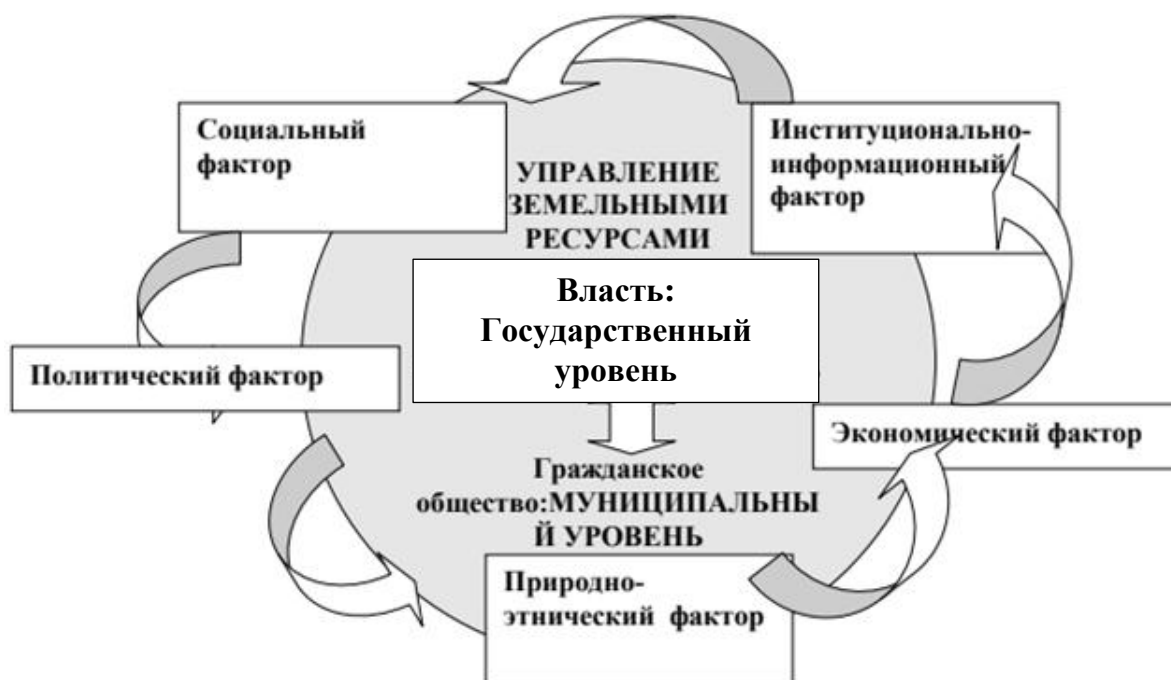 Социальный
фактор
Институционально-
информационный
фактор
УПРАВЛЕНИЕ
ЗЕМЕЛЬНЫМИ
РЕСУРСАМИ
Власть:
Государственный
уровень
Политический фактор
Экономический фактор
Гражданское
общество:МУНИЦИПАЛЬНЫ
Й УРОВЕНЬ
Природно-
этнический фактор